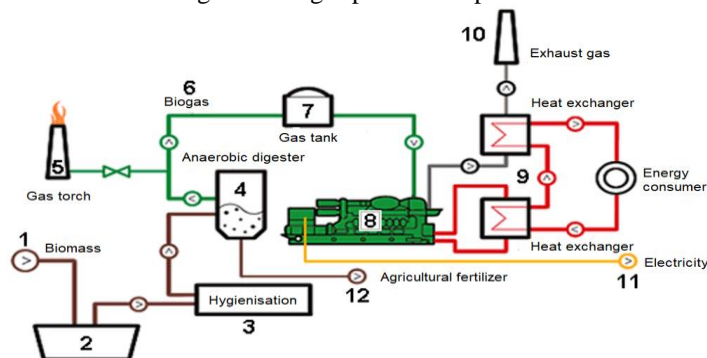 10
Exhaust gas
6
Biogas
7
Gas tank
Heat exchanger
5
Gas torch
Anaerobic digester
4
8
9
Energy
consumer
1
Biomass
Heat exchanger
Electricity
11
Agricultural fertilizer
12
Hygienisation
3
2